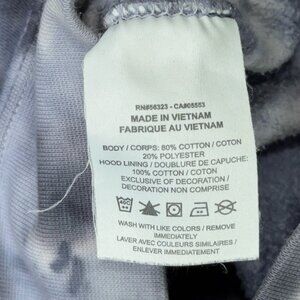 RN#56323 - CA#05553
MADE IN VIETNAM
FABRIQUE AU VIETNAM
BODY / CORPS: 80% COTTON / COTON
20% POLYESTER
HOOD LINING / DOUBLURE DE CAPUCHE:
100% COTTON / COTON
EXCLUSIVE OF DECORATION /
DECORATION NON COMPRISE
WASH WITH LIKE COLORS / REMOVE
IMMEDIATELY
LAVER AVEC COULEURS SIMILAIRES /
ENLEVER IMMEDIATEMENT